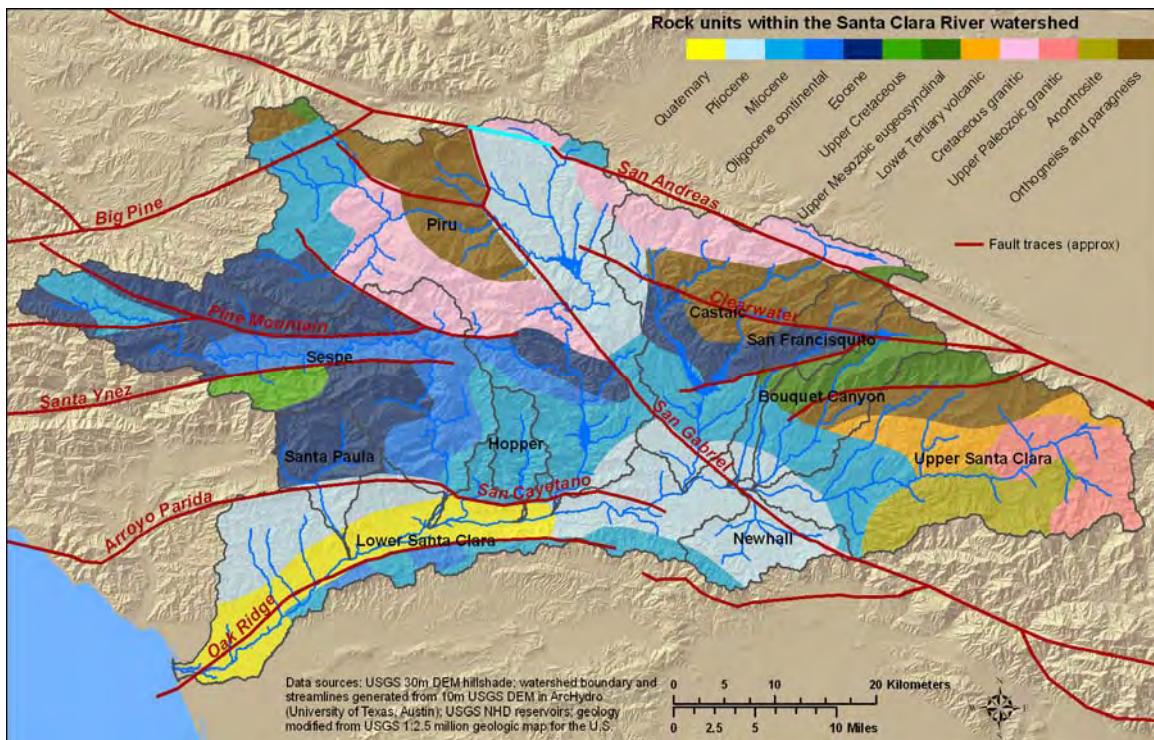 Rock units within the Santa Clara River watershed
Quaternary
Pliocene
Miocene
Oligocene continental
Eocene
Upper Cretaceous
Upper Mesozoic eugeosyndinal
Lower Tertiary volcanic
Cretaceous granitic
Upper Paleozoic granitic
Anorthosite
Orthogneiss and paragneiss
Fault traces (approx)
San Andreas
Big Pine
Piru
Clearwater
Castaic
Pine Mountain
San Francisquito
Sespe
Santa Ynez
Bouquet Canyon
San Gabriel
Hopper
Santa Paula
Upper Santa Clara
San Cayetano
Arroyo Parida
Lower Santa Clara
Newhall
Oak Ridge
Data sources: USGS 30m DEM hillshade; watershed boundary and
streamlines generated from 10m USGS DEM in ArcHydro
(University of Texas, Austin); USGS NHD reservoirs; geology
modified from USGS 1:2.5 million geologic map for the U.S.
0 5 10 20 Kilometers
0 2.5 5 10 Miles
N
W E
S